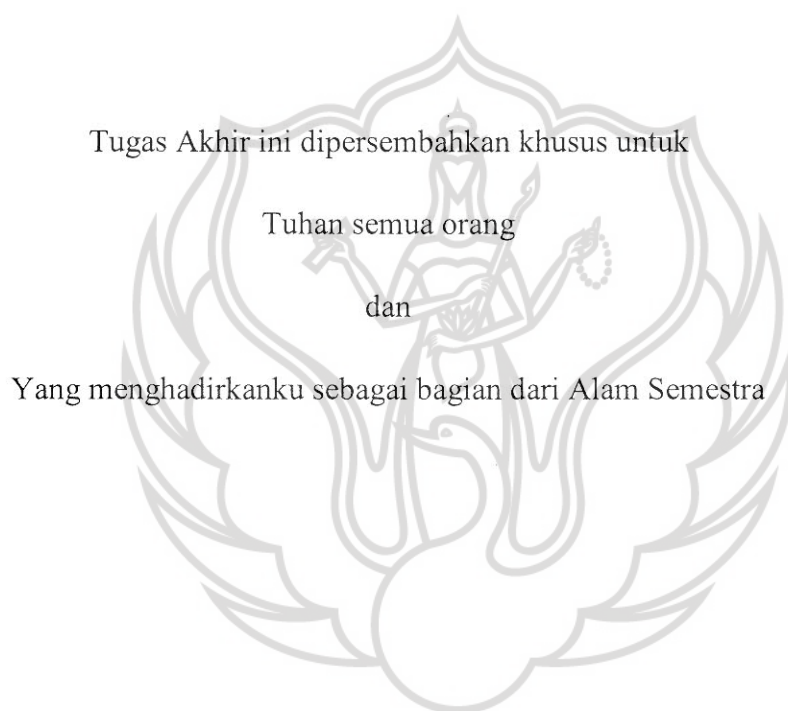 Tugas Akhir ini dipersembahkan khusus untuk
Tuhan semua orang
dan
Yang menghadirkanku sebagai bagian dari Alam Semestra